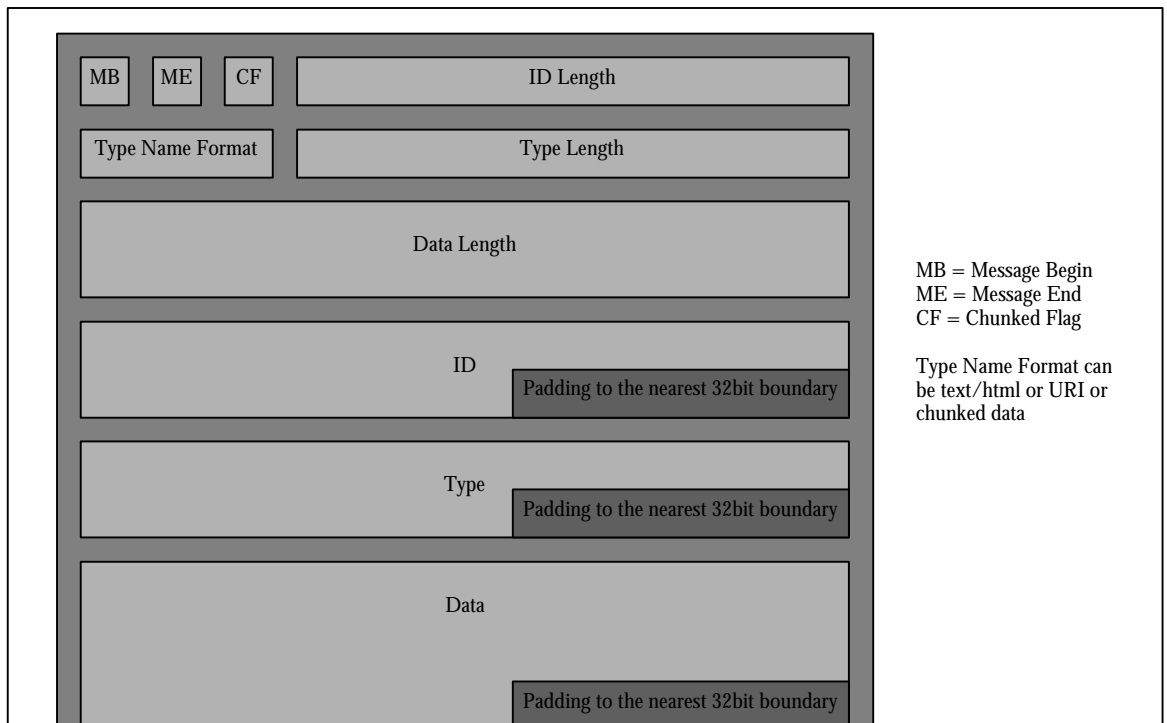 MB ME CF ID Length
Type Name Format Type Length
Data Length
MB = Message Begin
ME = Message End
CF = Chunked Flag
ID
Padding to the nearest 32bit boundary
Type Name Format can
be text/html or URI or
chunked data
Type
Padding to the nearest 32bit boundary
Data
Padding to the nearest 32bit boundary